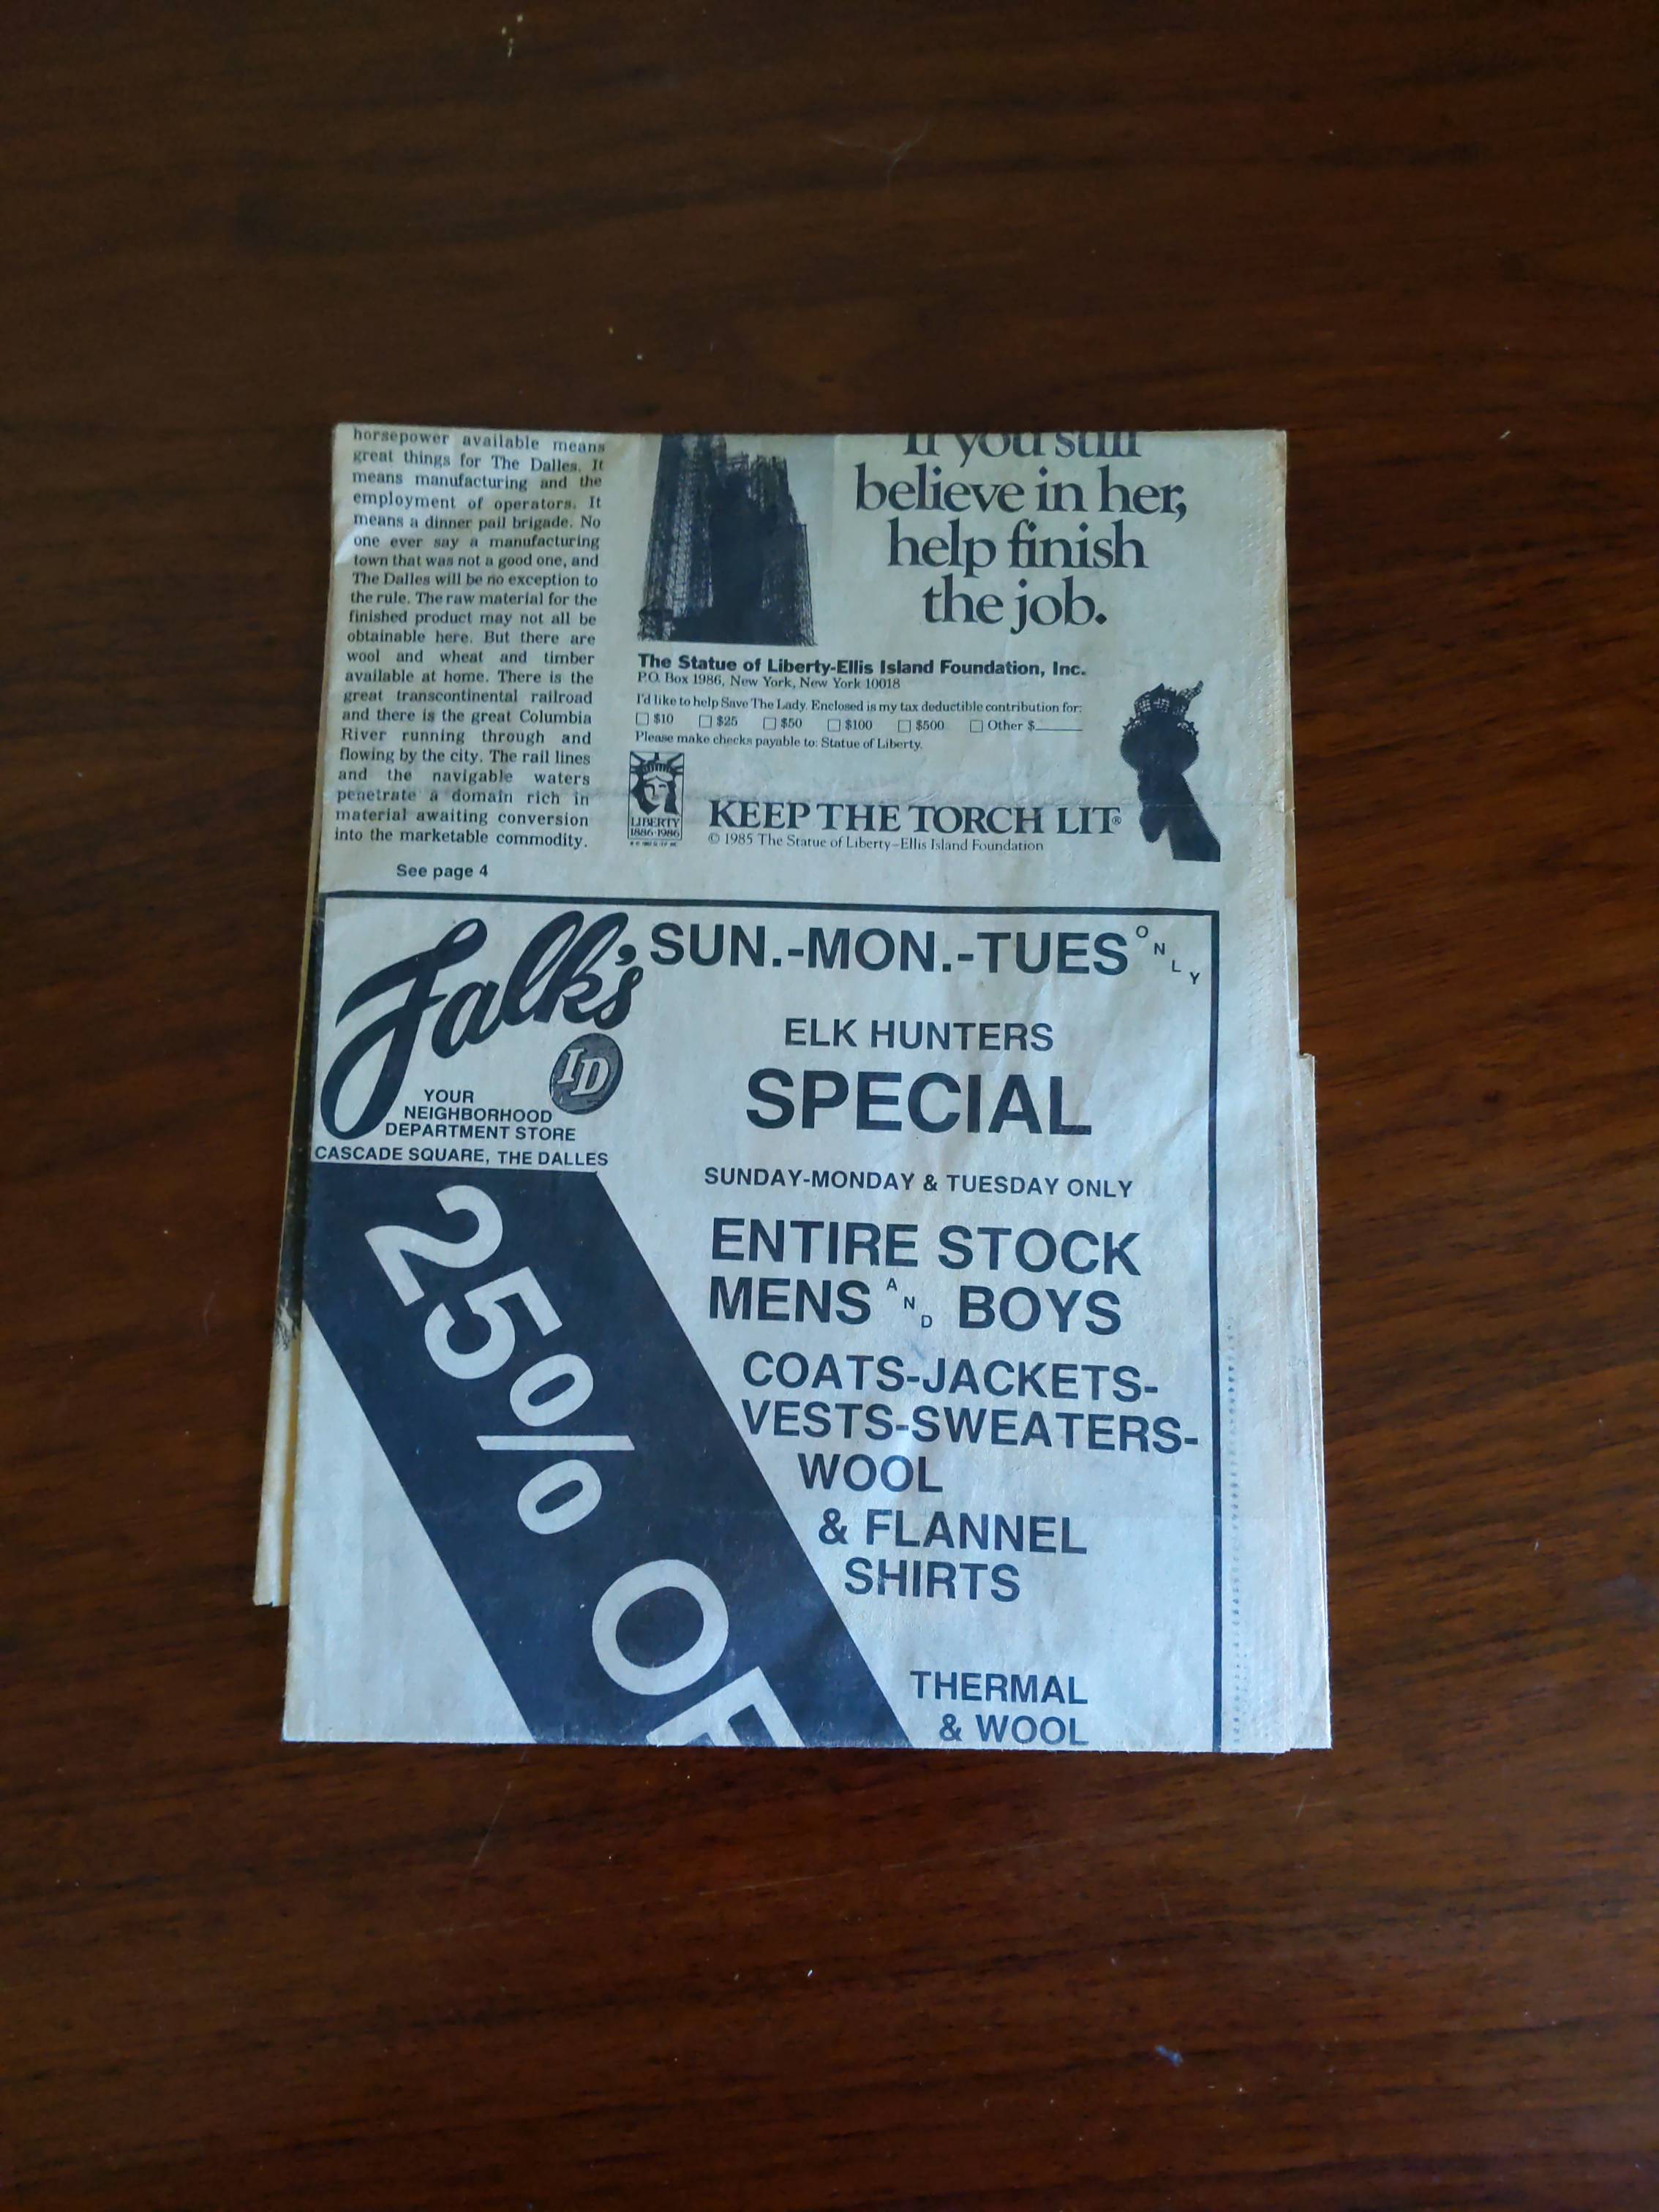 horsepower available means
great things for The Dalles. It
means manufacturing and the
employment of operators. It
means a dinner pail brigade. No
one ever say a manufacturing
town that was not a good one, and
The Dalles will be no exception to
the rule. The raw material for the
finished product may not all be
obtainable here. But there are
wool and wheat and timber
available at home. There is the
great transcontinental railroad
and there is the great Columbia
River running through and
flowing by the city. The rail lines
and the navigable waters
penetrate a domain rich in
material awaiting conversion
into the marketable commodity.
See page 4
If you still
believe in her,
help finish
the job.
The Statue of Liberty-Ellis Island Foundation, Inc.
P.O. Box 1986, New York, New York 10018
I'd like to help Save The Lady. Enclosed is my tax deductible contribution for:
□ $10 □ $25 □ $50 □ $100 □ $500 □ Other $______
Please make checks payable to: Statue of Liberty.
LIBERTY
1886·1986
KEEP THE TORCH LIT®
© 1985 The Statue of Liberty–Ellis Island Foundation
Falk's
ID
YOUR
NEIGHBORHOOD
DEPARTMENT STORE
CASCADE SQUARE, THE DALLES
25% OF
SUN.-MON.-TUES ONLY
ELK HUNTERS
SPECIAL
SUNDAY-MONDAY & TUESDAY ONLY
ENTIRE STOCK
MENS AND BOYS
COATS-JACKETS-
VESTS-SWEATERS-
WOOL
& FLANNEL
SHIRTS
THERMAL
& WOOL